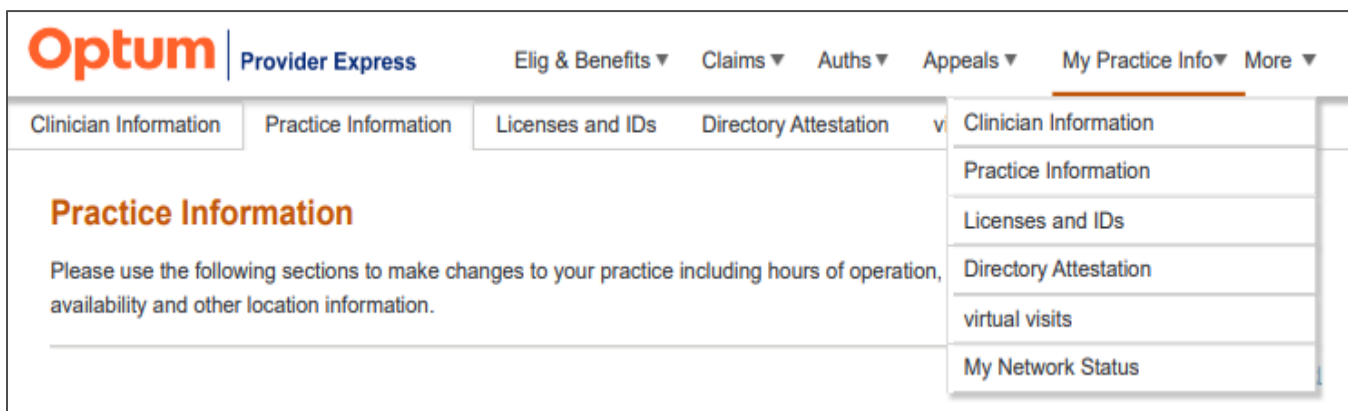 Optum Provider Express Elig & Benefits Claims Auths Appeals My Practice Info More
Clinician Information Practice Information Licenses and IDs Directory Attestation
Clinician Information
Practice Information
Licenses and IDs
Directory Attestation
virtual visits
My Network Status
Practice Information
Please use the following sections to make changes to your practice including hours of operation,
availability and other location information.